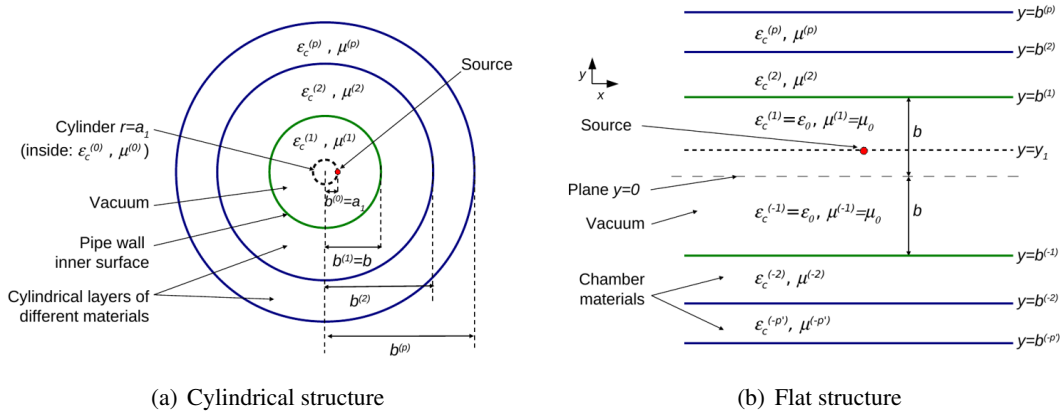 ε_c^(p) , μ^(p)
ε_c^(2) , μ^(2)
Source
ε_c^(1) , μ^(1)
Cylinder r=a_1
(inside: ε_c^(0) , μ^(0))
b^(0)=a_1
Vacuum
Pipe wall
inner surface
b^(1)=b
Cylindrical layers of
different materials
b^(2)
b^(p)
(a) Cylindrical structure
y=b^(p)
ε_c^(p), μ^(p)
y=b^(2)
y
x
ε_c^(2), μ^(2)
y=b^(1)
ε_c^(1)=ε_0, μ^(1)=μ_0
b
Source
y=y_1
Plane y=0
Vacuum
ε_c^(-1)=ε_0, μ^(-1)=μ_0
b
y=b^(-1)
Chamber
materials
ε_c^(-2), μ^(-2)
y=b^(-2)
ε_c^(-p'), μ^(-p')
y=b^(-p')
(b) Flat structure